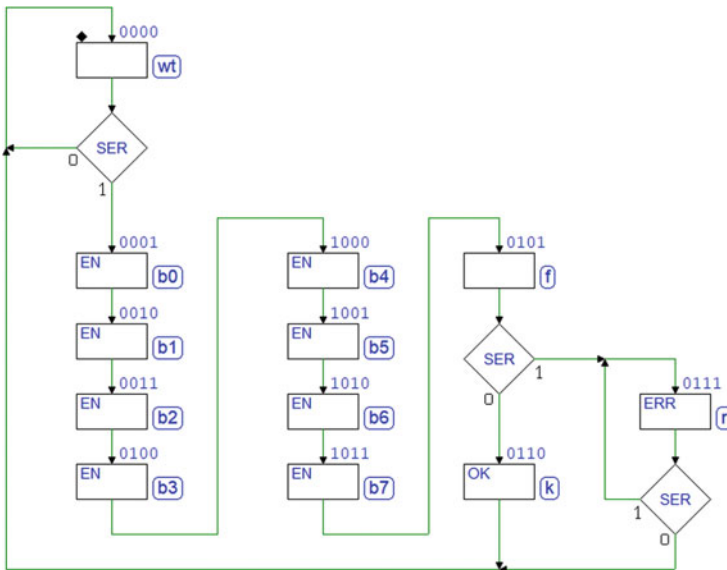 0000
wt
SER
0
1
0001
EN
b0
0010
EN
b1
0011
EN
b2
0100
EN
b3
1000
EN
b4
1001
EN
b5
1010
EN
b6
1011
EN
b7
0101
f
SER
1
0
0110
OK
k
0111
ERR
r
SER
1
0